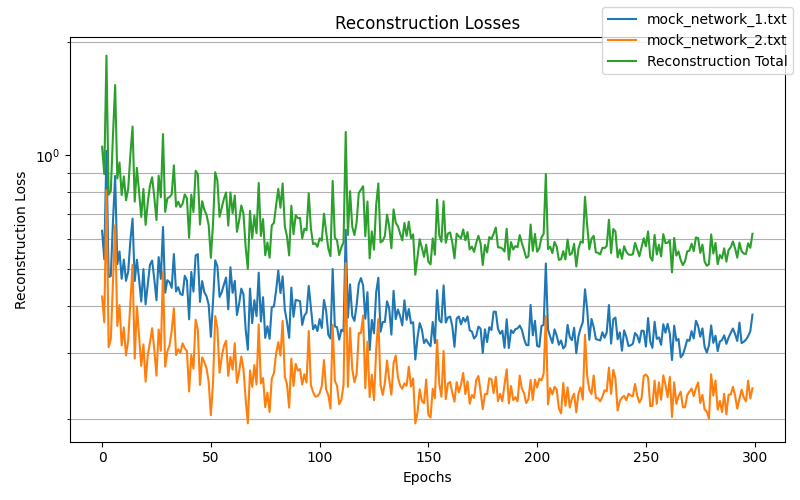 Reconstruction Losses
mock_network_1.txt
mock_network_2.txt
Reconstruction Total
Reconstruction Loss
10^0
0 50 100 150 200 250 300
Epochs